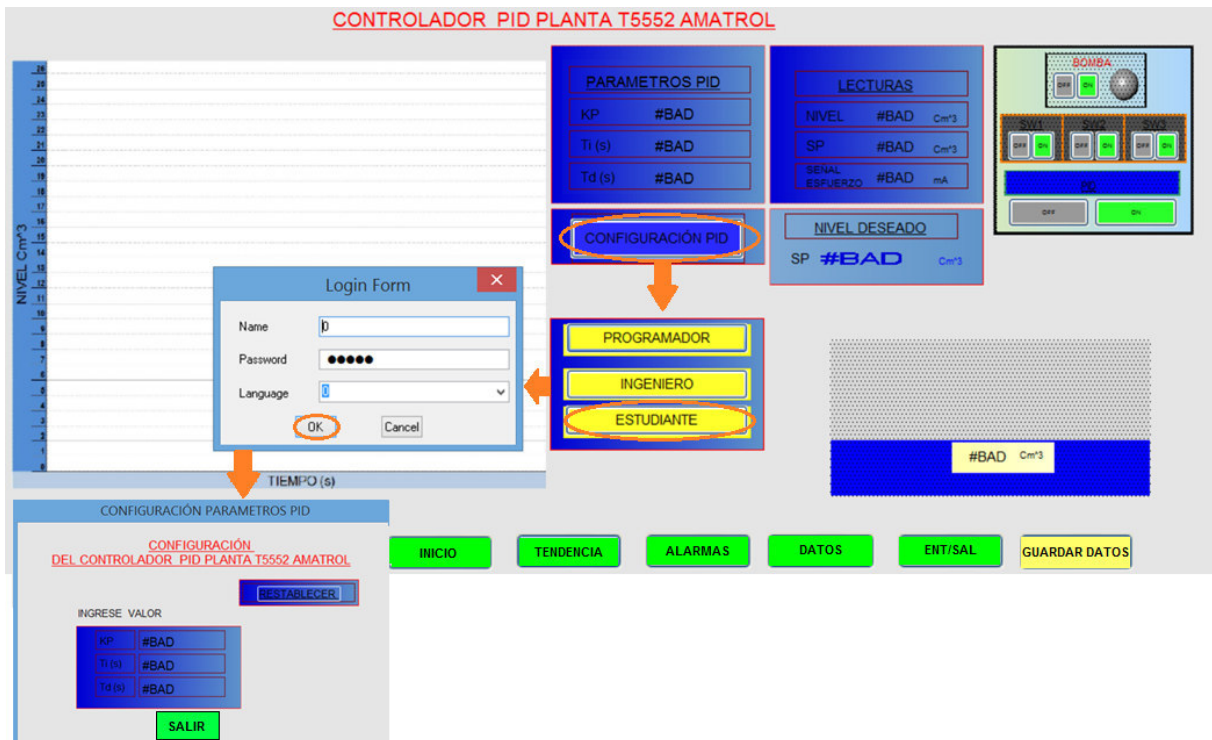 CONTROLADOR PID PLANTA T5552 AMATROL
NIVEL Cm^3
TIEMPO (s)
PARAMETROS PID
KP #BAD
Ti (s) #BAD
Td (s) #BAD
LECTURAS
NIVEL #BAD Cm^3
SP #BAD Cm^3
SEÑAL
ESFUERZO #BAD mA
BOMBA
OFF ON
SW1 SW2 SW3
OFF ON OFF ON OFF ON
PID
OFF ON
CONFIGURACIÓN PID
NIVEL DESEADO
SP #BAD Cm^3
PROGRAMADOR
INGENIERO
ESTUDIANTE
Login Form
Name 0
Password ●●●●●
Language 0
OK Cancel
#BAD Cm^3
INICIO TENDENCIA ALARMAS DATOS ENT/SAL GUARDAR DATOS
CONFIGURACIÓN PARAMETROS PID
CONFIGURACIÓN
DEL CONTROLADOR PID PLANTA T5552 AMATROL
RESTABLECER
INGRESE VALOR
KP #BAD
Ti (s) #BAD
Td (s) #BAD
SALIR